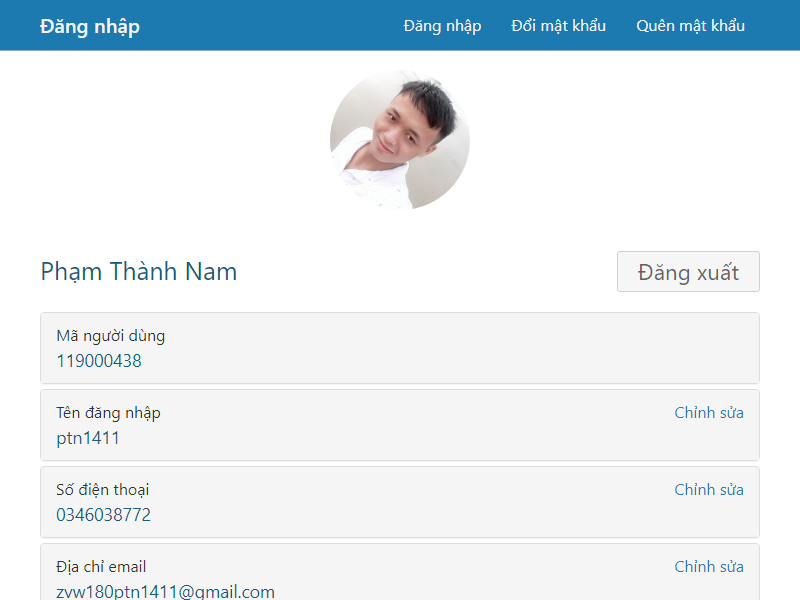 Đăng nhập
Đăng nhập Đổi mật khẩu Quên mật khẩu
Phạm Thành Nam
Đăng xuất
Mã người dùng
119000438
Tên đăng nhập
Chỉnh sửa
ptn1411
Số điện thoại
Chỉnh sửa
0346038772
Địa chỉ email
Chỉnh sửa
zvw180ptn1411@gmail.com